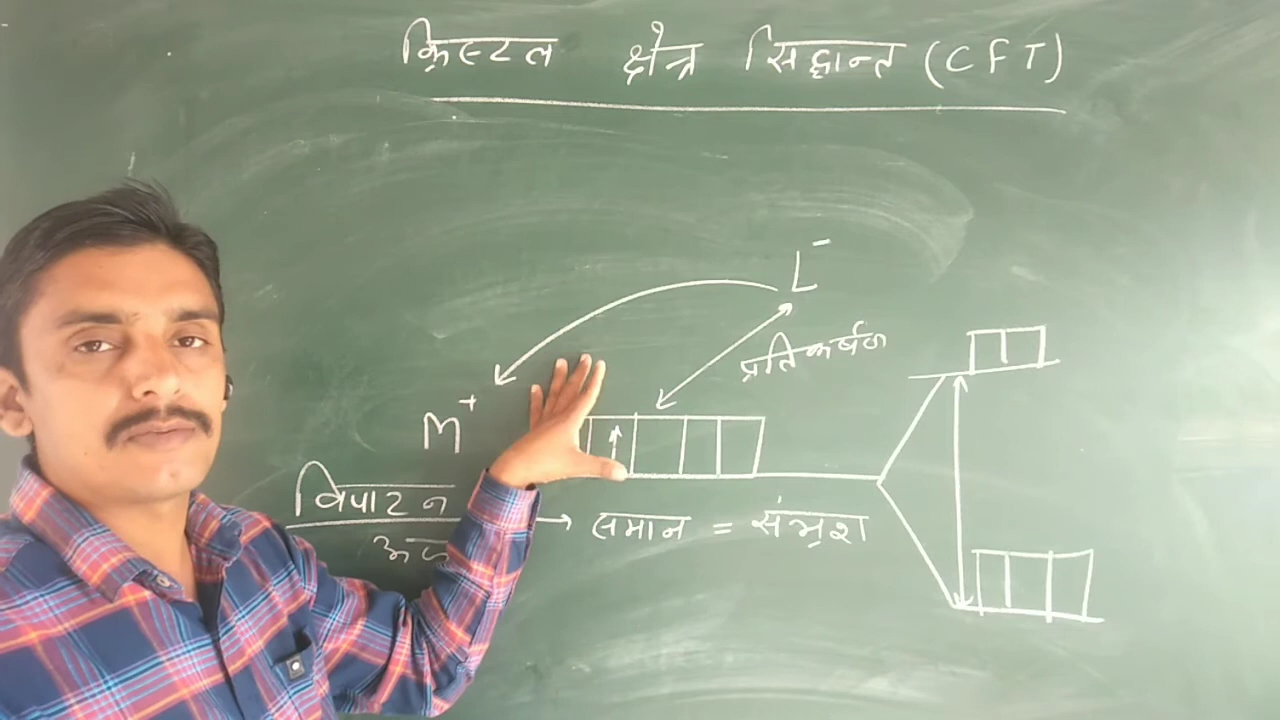 क्रिस्टल क्षेत्र सिद्धान्त (CFT)
L⁻
प्रतिकर्षण
M⁺
विपाटन
→ समान = संभ्रश